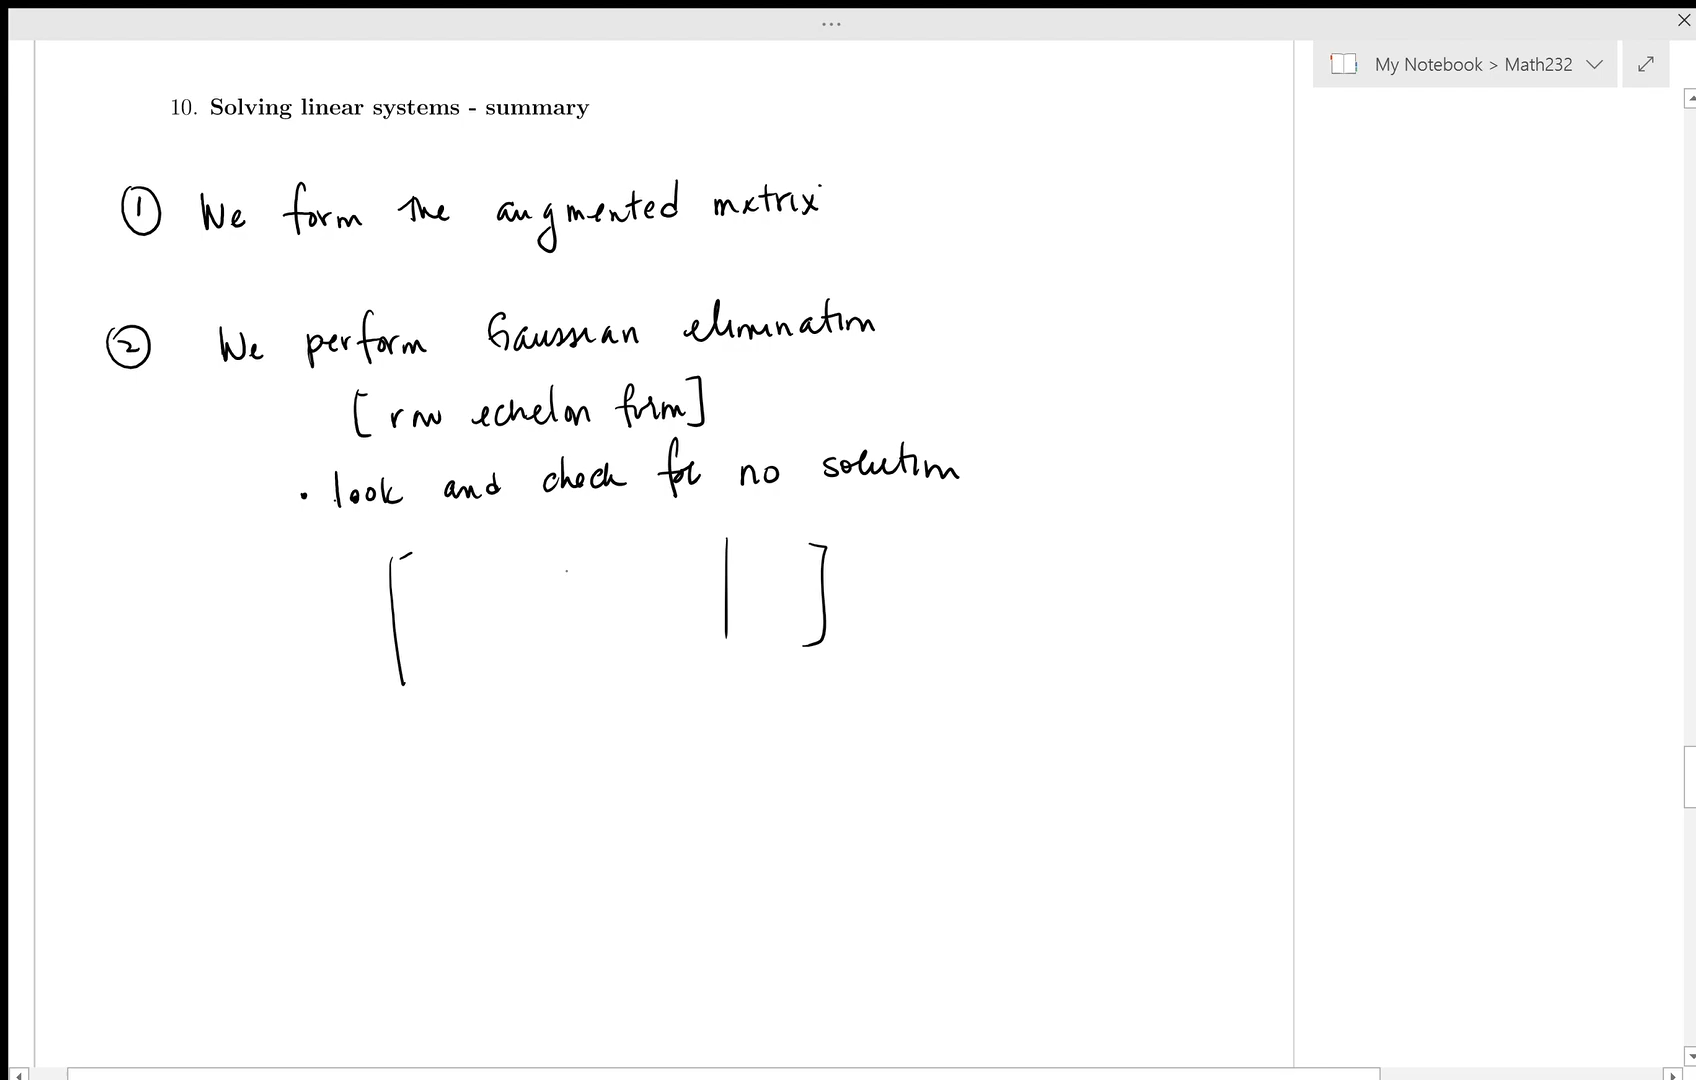 ...
My Notebook > Math232
10. Solving linear systems - summary
① We form the augmented matrix
② We perform Gaussian elimination
[row echelon form]
• look and check for no solution
[ | ]